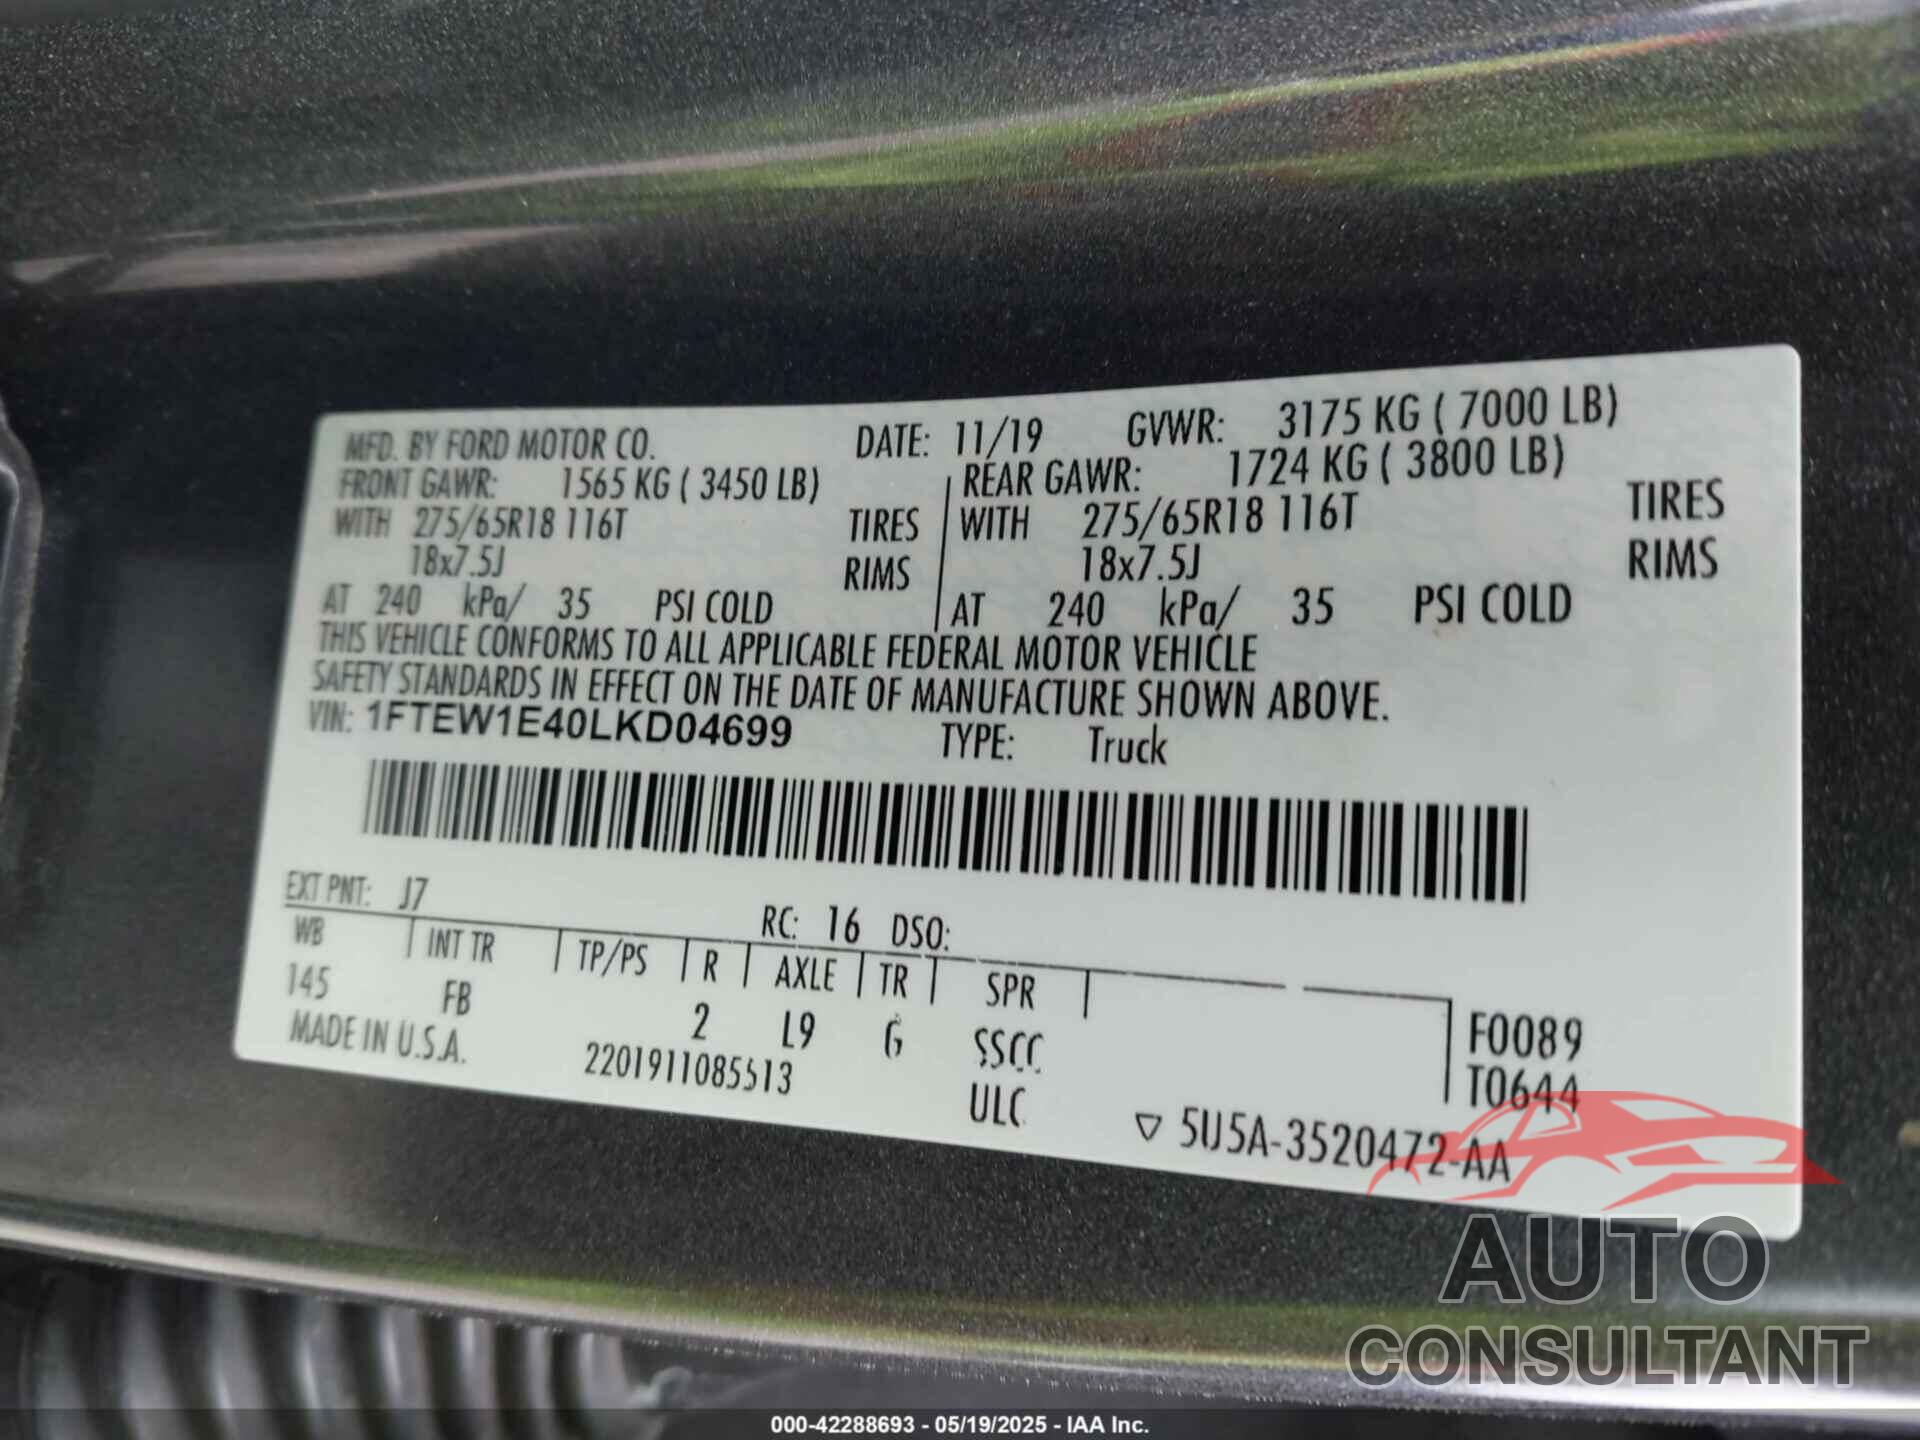 MFD. BY FORD MOTOR CO. DATE: 11/19 GVWR: 3175 KG ( 7000 LB)
FRONT GAWR: 1565 KG ( 3450 LB) REAR GAWR: 1724 KG ( 3800 LB)
WITH 275/65R18 116T TIRES WITH 275/65R18 116T TIRES
18x7.5J RIMS 18x7.5J RIMS
AT 240 kPa/ 35 PSI COLD AT 240 kPa/ 35 PSI COLD
THIS VEHICLE CONFORMS TO ALL APPLICABLE FEDERAL MOTOR VEHICLE
SAFETY STANDARDS IN EFFECT ON THE DATE OF MANUFACTURE SHOWN ABOVE.
VIN: 1FTEW1E40LKD04699 TYPE: Truck
EXT PNT: J7 RC: 16 DSO:
WB INT TR TP/PS R AXLE TR SPR
145 FB 2 L9 G SSCC F0089
MADE IN U.S.A. 2201911085513 ULC T0644
5U5A-3520472-AA
AUTO
CONSULTANT
000-42288693 - 05/19/2025 - IAA Inc.